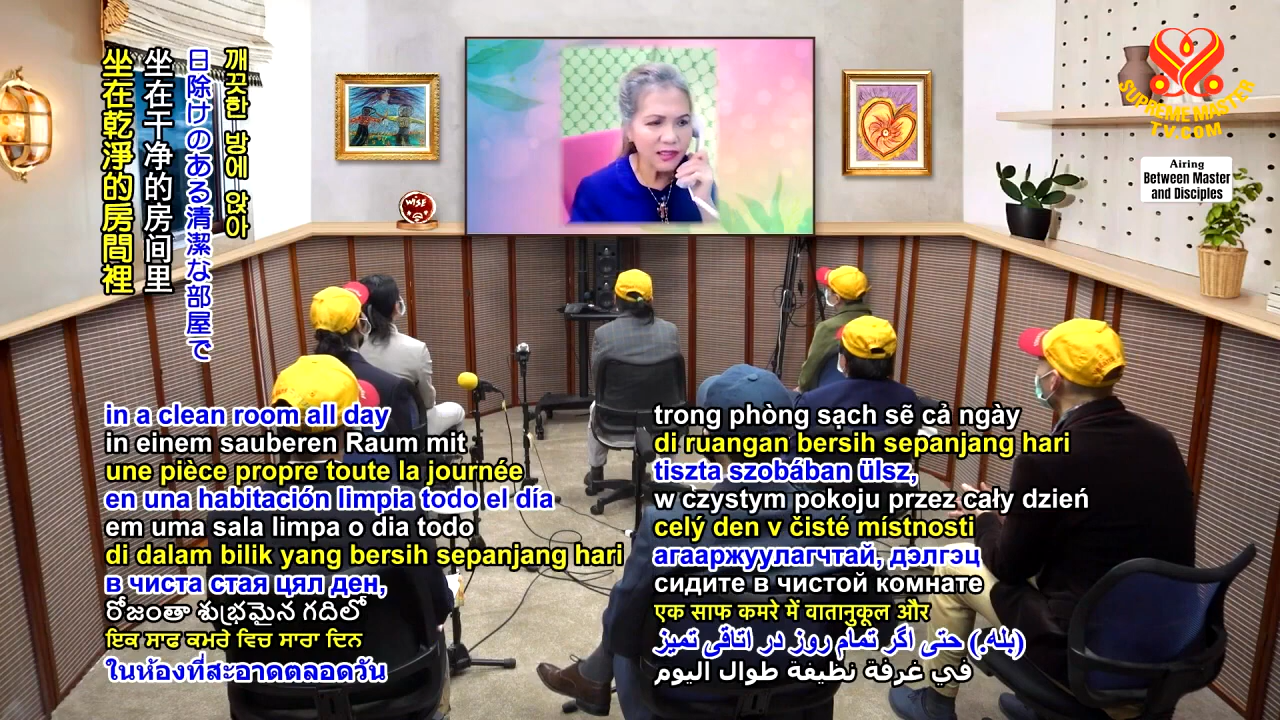 깨끗한 방에 앉아
日除けのある清潔な部屋で
坐在干净的房间里
坐在乾淨的房間裡
SUPREME MASTER
TV.COM
Airing
Between Master
and Disciples
WISE
in a clean room all day
in einem sauberen Raum mit
une pièce propre toute la journée
en una habitación limpia todo el día
em uma sala limpa o dia todo
di dalam bilik yang bersih sepanjang hari
в чиста стая цял ден,
రోజంతా శుభ్రమైన గదిలో
ਇਕ ਸਾਫ ਕਮਰੇ ਵਿਚ ਸਾਰਾ ਦਿਨ
ในห้องที่สะอาดตลอดวัน
trong phòng sạch sẽ cả ngày
di ruangan bersih sepanjang hari
tiszta szobában ülsz,
w czystym pokoju przez cały dzień
celý den v čisté místnosti
агааржуулагчтай, дэлгэц
сидите в чистой комнате
एक साफ कमरे में वातानुकूल और
(بله.) حتی اگر تمام روز در اتاقی تمیز
في غرفة نظيفة طوال اليوم